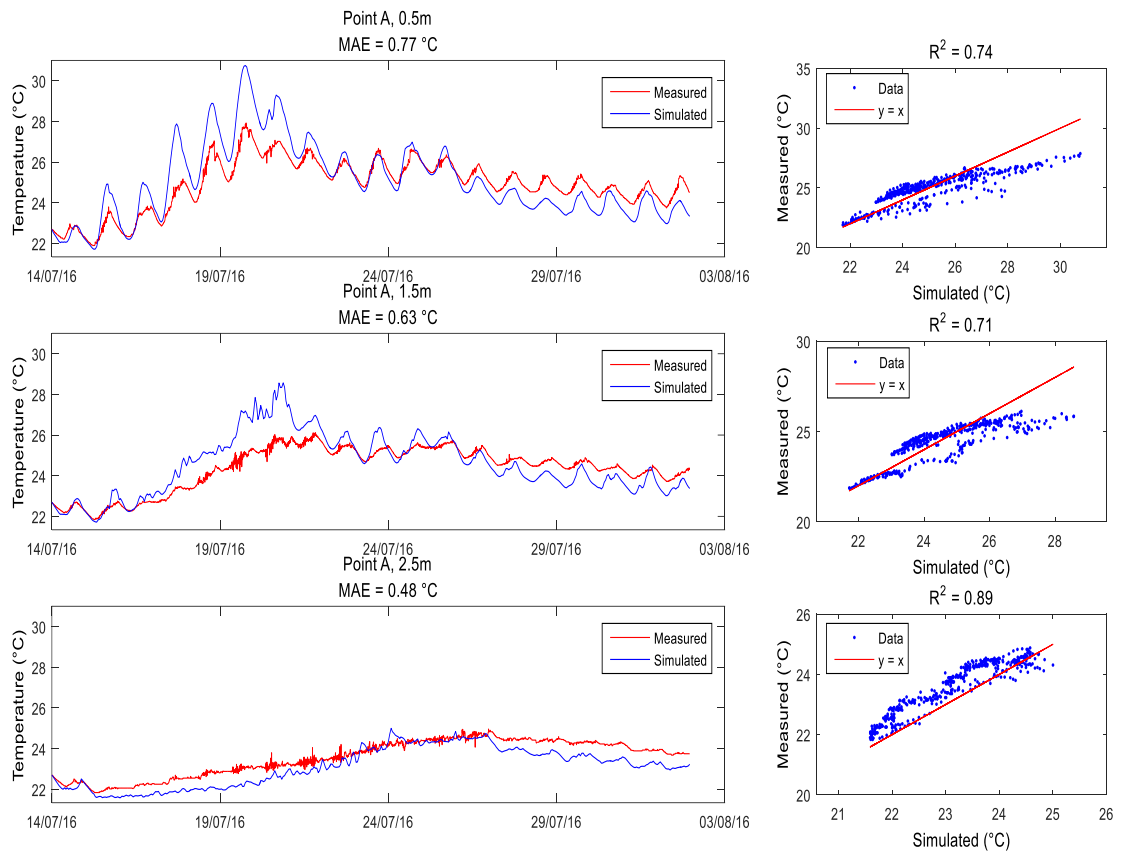 Point A, 0.5m
MAE = 0.77 °C
Temperature (°C)
30
28
26
24
22
Measured
Simulated
14/07/16
19/07/16
24/07/16
29/07/16
03/08/16
R² = 0.74
Measured (°C)
35
30
25
20
Data
y = x
22
24
26
28
30
Simulated (°C)
Point A, 1.5m
MAE = 0.63 °C
Temperature (°C)
30
28
26
24
22
Measured
Simulated
14/07/16
19/07/16
24/07/16
29/07/16
03/08/16
R² = 0.71
Measured (°C)
30
28
26
24
22
20
Data
y = x
22
24
26
28
Simulated (°C)
Point A, 2.5m
MAE = 0.48 °C
Temperature (°C)
30
28
26
24
22
Measured
Simulated
14/07/16
19/07/16
24/07/16
29/07/16
03/08/16
R² = 0.89
Measured (°C)
26
24
22
20
Data
y = x
21
22
23
24
25
26
Simulated (°C)